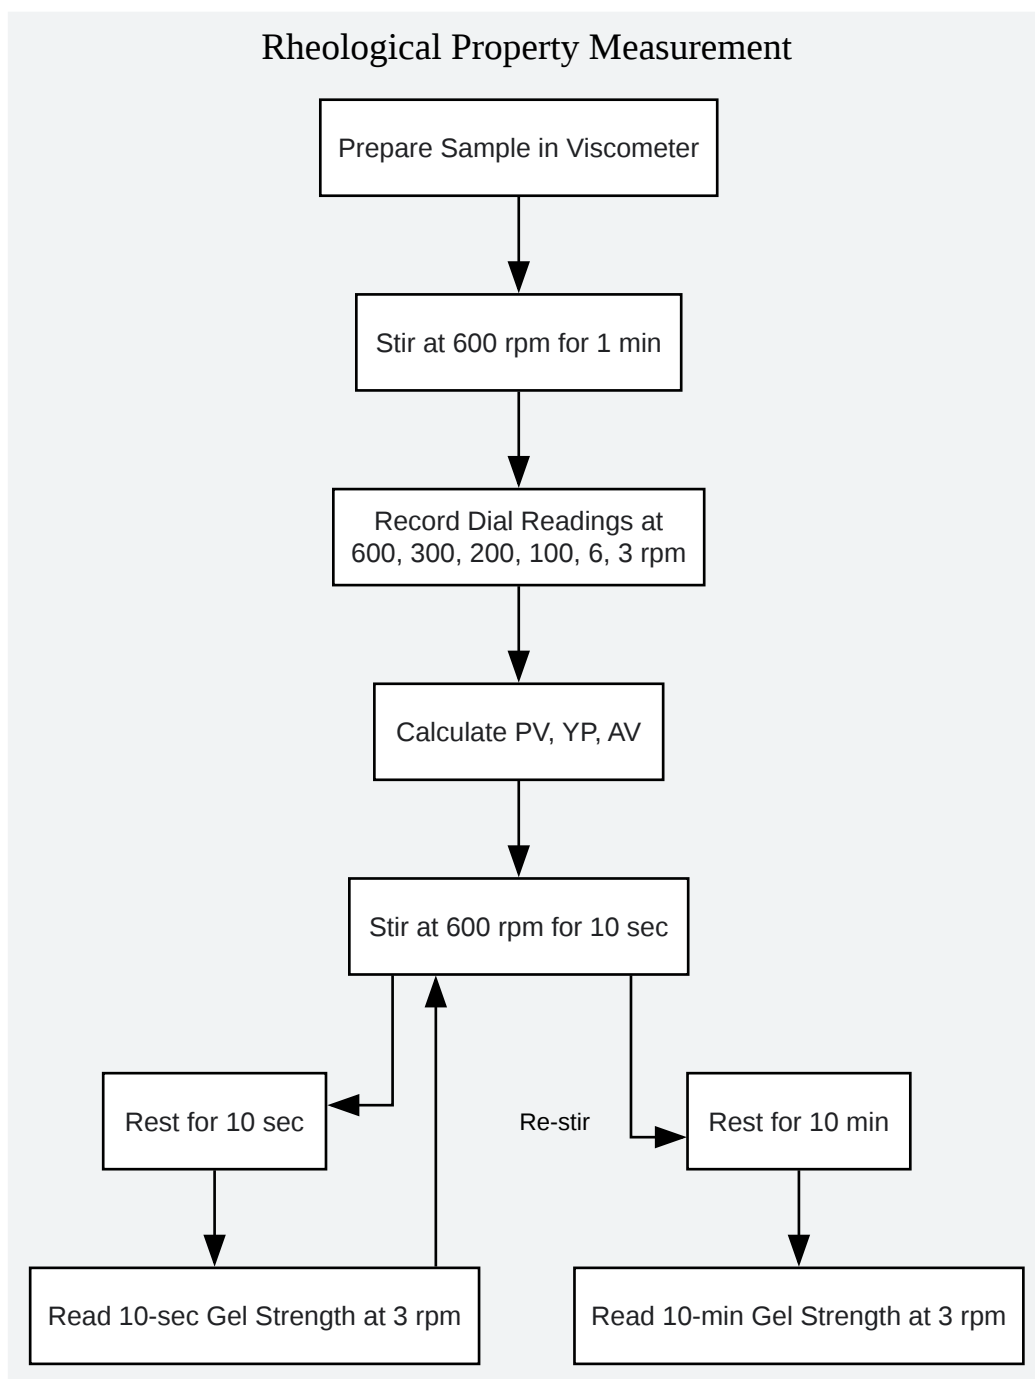 Rheological Property Measurement
Prepare Sample in Viscometer
Stir at 600 rpm for 1 min
Record Dial Readings at
600, 300, 200, 100, 6, 3 rpm
Calculate PV, YP, AV
Stir at 600 rpm for 10 sec
Rest for 10 sec
Re-stir
Rest for 10 min
Read 10-sec Gel Strength at 3 rpm
Read 10-min Gel Strength at 3 rpm